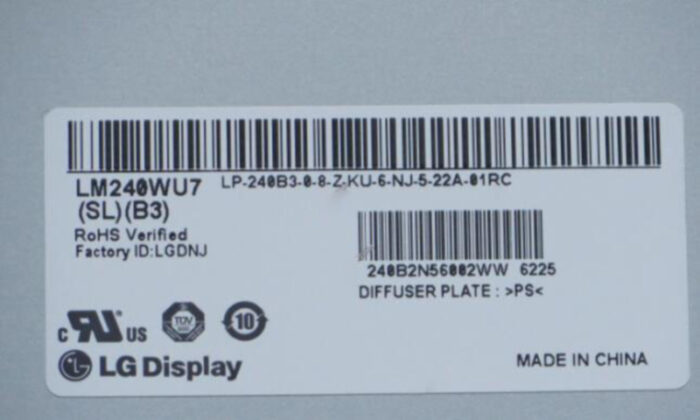 LM240WU7 LP-240B3-0-8-Z-KU-6-NJ-5-22A-01RC
(SL)(B3)
RoHS Verified
Factory ID:LGDNJ
240B2N56002WW 6225
DIFFUSER PLATE : >PS<
c RU US TÜV 10
LG Display
MADE IN CHINA